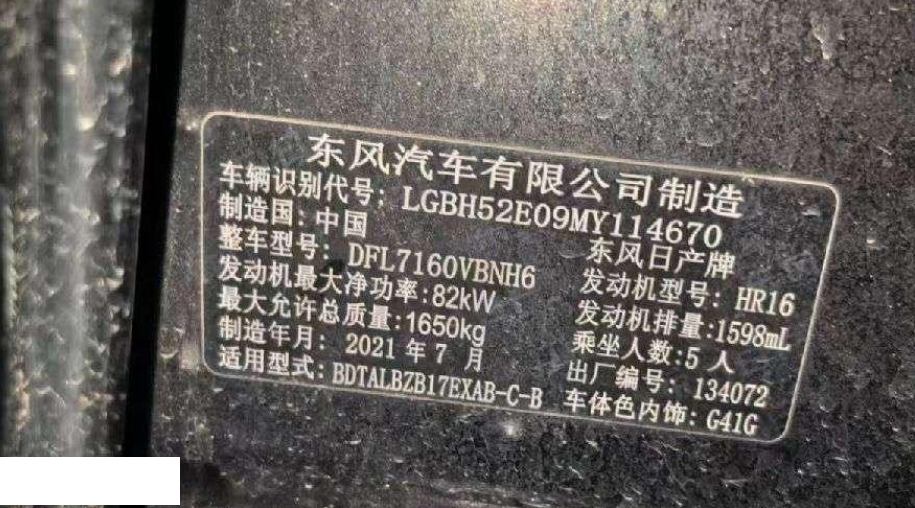 东风汽车有限公司制造
车辆识别代号: LGBH52E09MY114670
制造国: 中国 东风日产牌
整车型号: DFL7160VBNH6 发动机型号: HR16
发动机最大净功率:82kW 发动机排量:1598mL
最大允许总质量:1650kg 乘坐人数:5 人
制造年月: 2021 年 7 月 出厂编号: 134072
适用型式: BDTALBZB17EXAB-C-B 车体色内饰: G41G